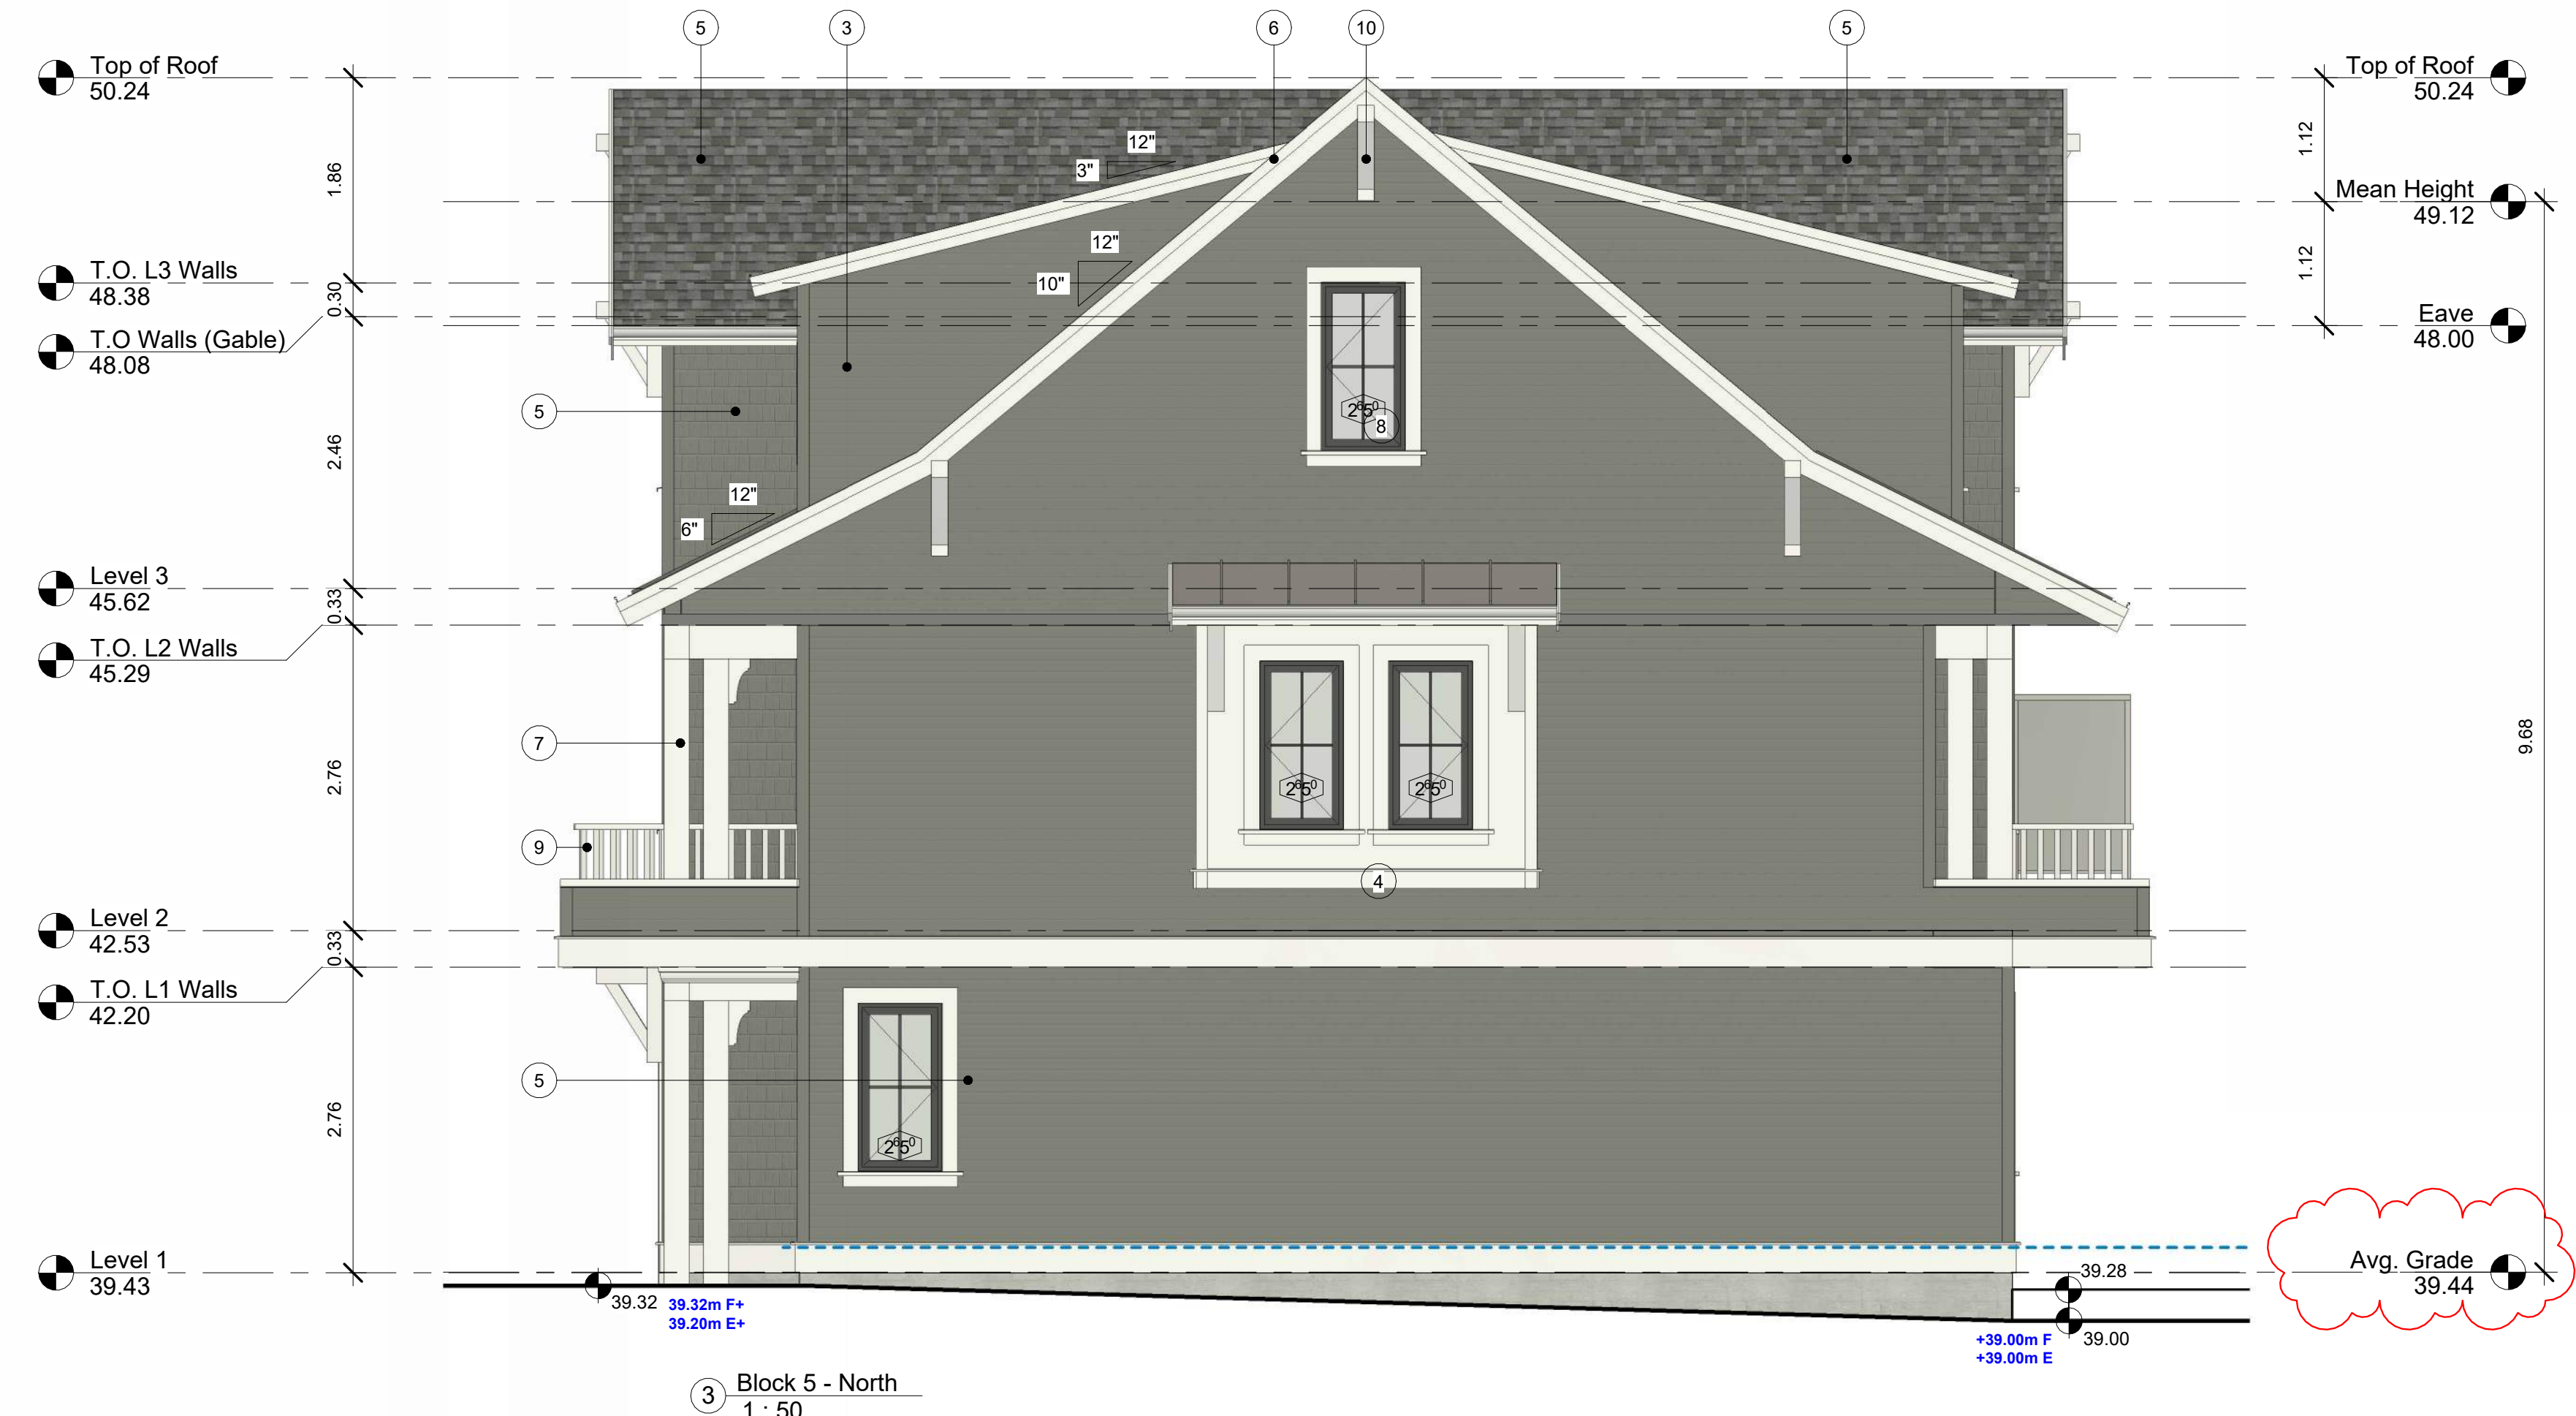 5
3
6
10
5
Top of Roof
50.24
1.86
T.O. L3 Walls
48.38
0.30
T.O Walls (Gable)
48.08
2.46
Level 3
45.62
0.33
T.O. L2 Walls
45.29
2.76
Level 2
42.53
0.33
T.O. L1 Walls
42.20
2.76
Level 1
39.43
12"
3"
12"
10"
12"
6"
5
7
9
5
2⁶5⁰
8
2⁶5⁰
2⁶5⁰
4
2⁶5⁰
Top of Roof
50.24
1.12
Mean Height
49.12
1.12
Eave
48.00
9.68
Avg. Grade
39.44
39.32
39.32m F+
39.20m E+
39.28
39.00
+39.00m F
+39.00m E
3
Block 5 - North
1 : 50